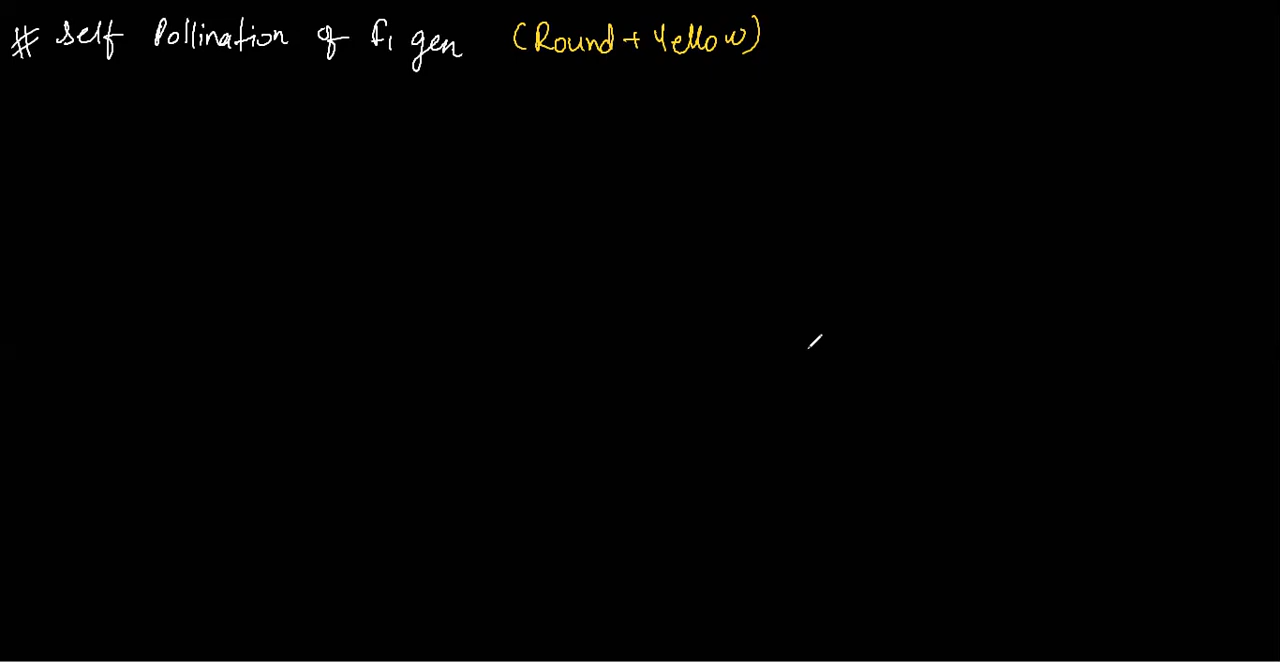 # Self Pollination of F1 gen (Round + Yellow)